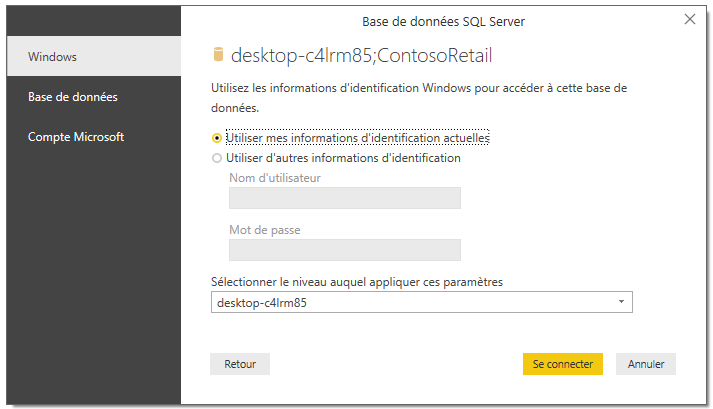 Base de données SQL Server
Windows
Base de données
Compte Microsoft
desktop-c4lrm85;ContosoRetail
Utilisez les informations d'identification Windows pour accéder à cette base de
données.
Utiliser mes informations d'identification actuelles
Utiliser d'autres informations d'identification
Nom d'utilisateur
Mot de passe
Sélectionner le niveau auquel appliquer ces paramètres
desktop-c4lrm85
Retour
Se connecter
Annuler